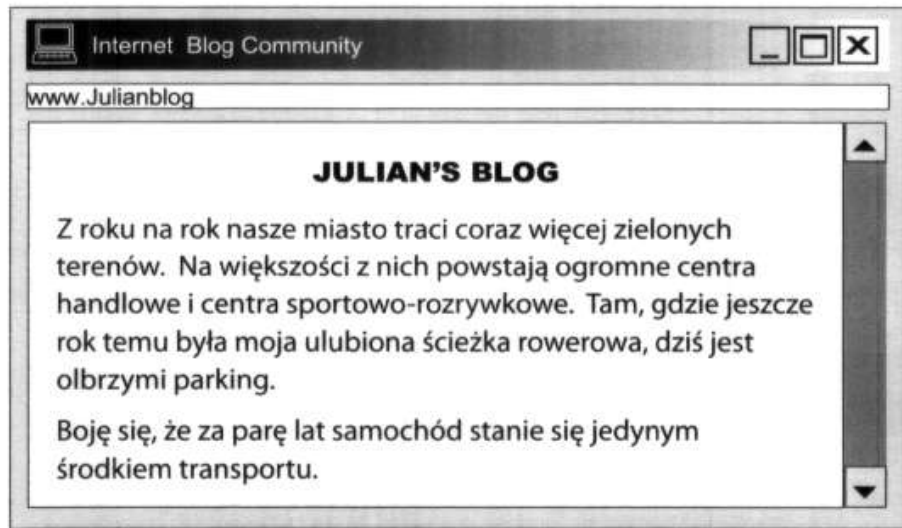 Internet Blog Community
www.Julianblog
JULIAN'S BLOG
Z roku na rok nasze miasto traci coraz więcej zielonych
terenów. Na większości z nich powstają ogromne centra
handlowe i centra sportowo-rozrywkowe. Tam, gdzie jeszcze
rok temu była moja ulubiona ścieżka rowerowa, dziś jest
olbrzymi parking.
Boję się, że za parę lat samochód stanie się jedynym
środkiem transportu.